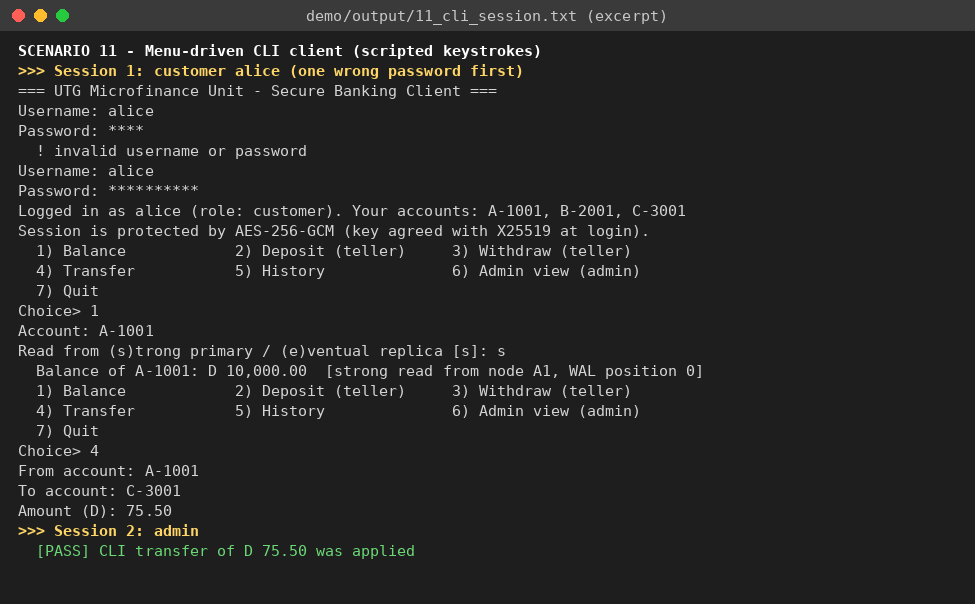 demo/output/11_cli_session.txt (excerpt)
SCENARIO 11 - Menu-driven CLI client (scripted keystrokes)
>>> Session 1: customer alice (one wrong password first)
=== UTG Microfinance Unit - Secure Banking Client ===
Username: alice
Password: ****
  ! invalid username or password
Username: alice
Password: **********
Logged in as alice (role: customer). Your accounts: A-1001, B-2001, C-3001
Session is protected by AES-256-GCM (key agreed with X25519 at login).
  1) Balance            2) Deposit (teller)     3) Withdraw (teller)
  4) Transfer           5) History              6) Admin view (admin)
  7) Quit
Choice> 1
Account: A-1001
Read from (s)trong primary / (e)ventual replica [s]: s
  Balance of A-1001: D 10,000.00  [strong read from node A1, WAL position 0]
  1) Balance            2) Deposit (teller)     3) Withdraw (teller)
  4) Transfer           5) History              6) Admin view (admin)
  7) Quit
Choice> 4
From account: A-1001
To account: C-3001
Amount (D): 75.50
>>> Session 2: admin
  [PASS] CLI transfer of D 75.50 was applied